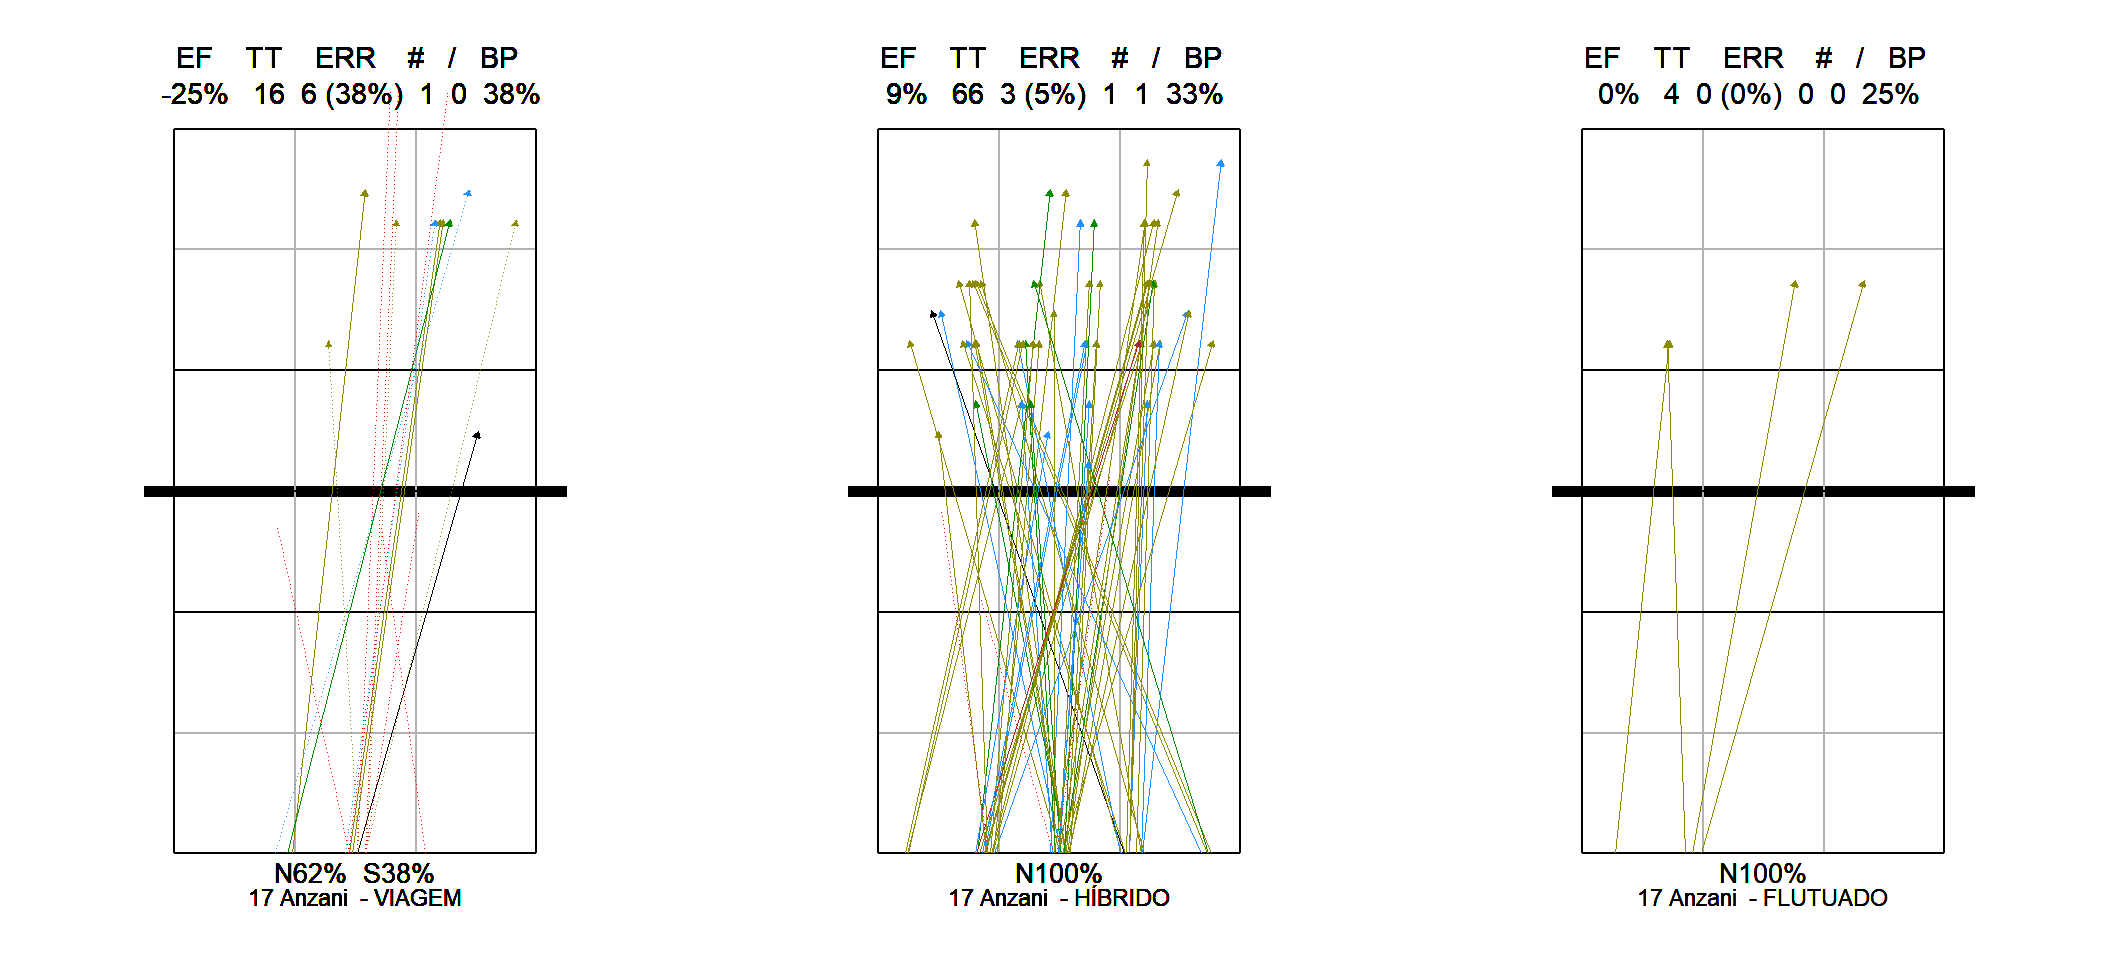 EF TT ERR # / BP
-25% 16 6 (38%) 1 0 38%
N62% S38%
17 Anzani - VIAGEM
EF TT ERR # / BP
9% 66 3 (5%) 1 1 33%
N100%
17 Anzani - HÍBRIDO
EF TT ERR # / BP
0% 4 0 (0%) 0 0 25%
N100%
17 Anzani - FLUTUADO